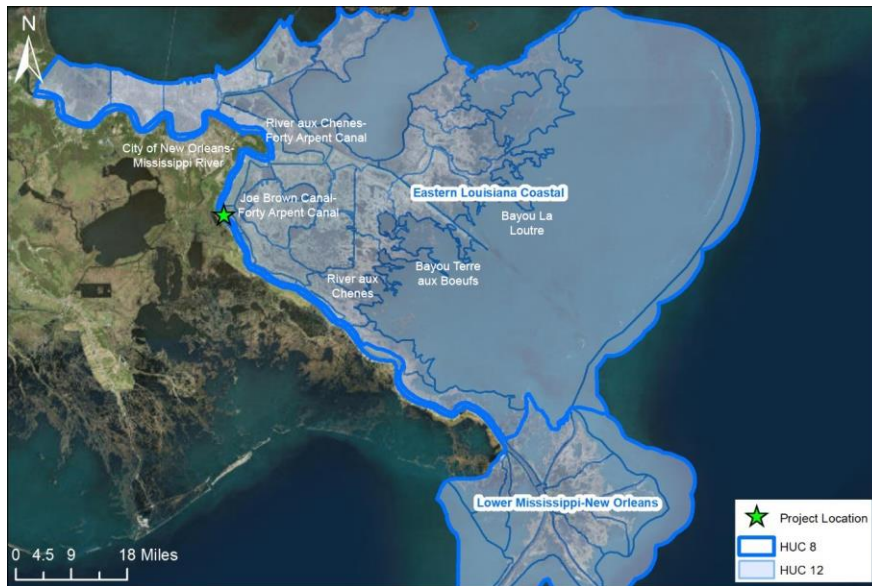 N
River aux Chenes-
Forty Arpent Canal
City of New Orleans-
Mississippi River
Eastern Louisiana Coastal
Joe Brown Canal-
Forty Arpent Canal
Bayou La
Loutre
Bayou Terre
aux Boeufs
River aux
Chenes
Lower Mississippi-New Orleans
Project Location
HUC 8
HUC 12
0 4.5 9 18 Miles